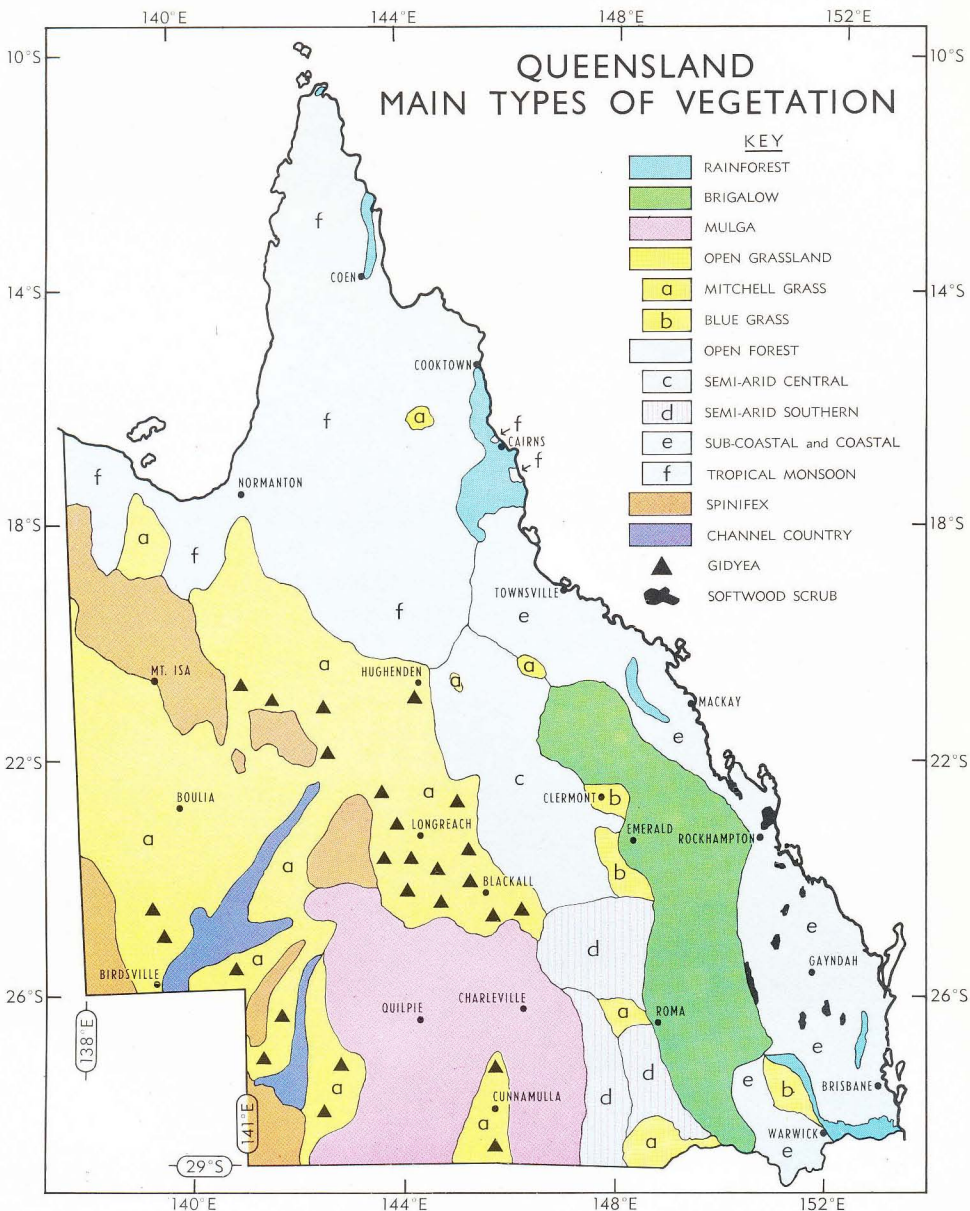 140°E 144°E 148°E 152°E
10°S 10°S
QUEENSLAND
MAIN TYPES OF VEGETATION
KEY
RAINFOREST
BRIGALOW
MULGA
OPEN GRASSLAND
a MITCHELL GRASS
b BLUE GRASS
OPEN FOREST
c SEMI-ARID CENTRAL
d SEMI-ARID SOUTHERN
e SUB-COASTAL and COASTAL
f TROPICAL MONSOON
SPINIFEX
CHANNEL COUNTRY
GIDYEA
SOFTWOOD SCRUB
f
COEN
14°S 14°S
COOKTOWN
f a f
CAIRNS
f
f
NORMANTON
18°S 18°S
a
f
TOWNSVILLE
f e
a HUGHENDEN a a
MT. ISA
MACKAY
e
22°S 22°S
c
BOULIA
a CLERMONT b
LONGREACH
EMERALD
ROCKHAMPTON
a a b
BLACKALL
e
d
a
GAYNDAH
BIRDSVILLE
26°S 26°S
QUILPIE CHARLEVILLE a ROMA
138°E
e
d
a d e b BRISBANE
CUNNAMULLA
141°E
a a WARWICK
e
29°S
140°E 144°E 148°E 152°E